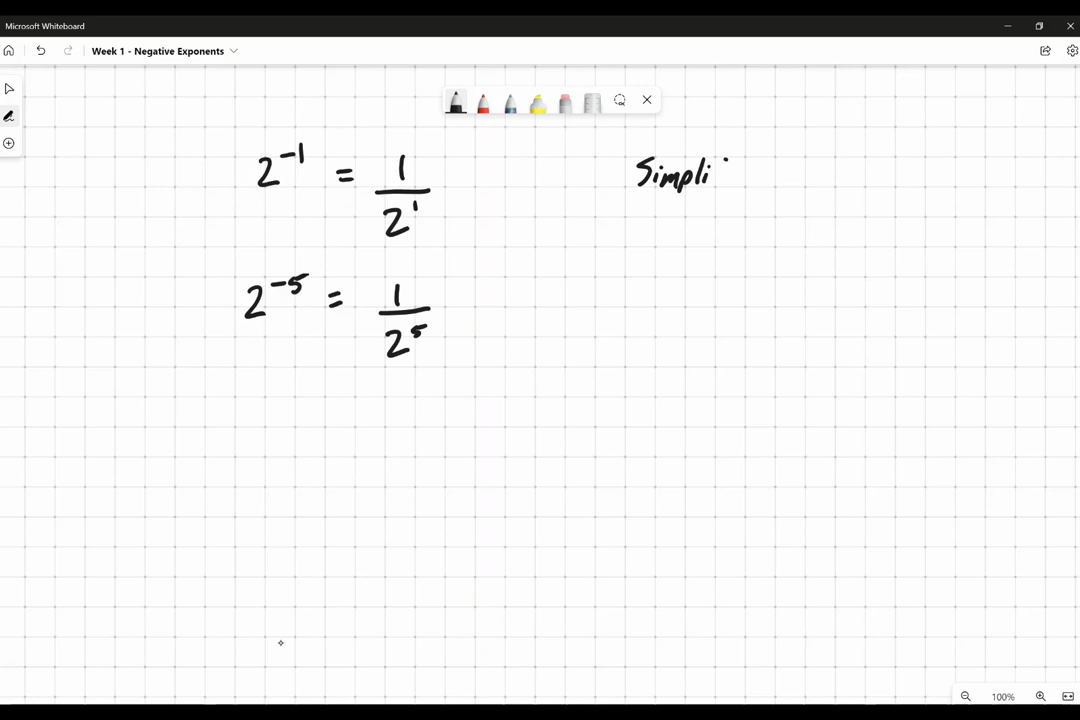 Microsoft Whiteboard
Week 1 - Negative Exponents
2⁻¹ = 1/2¹
Simpli
2⁻⁵ = 1/2⁵
100%